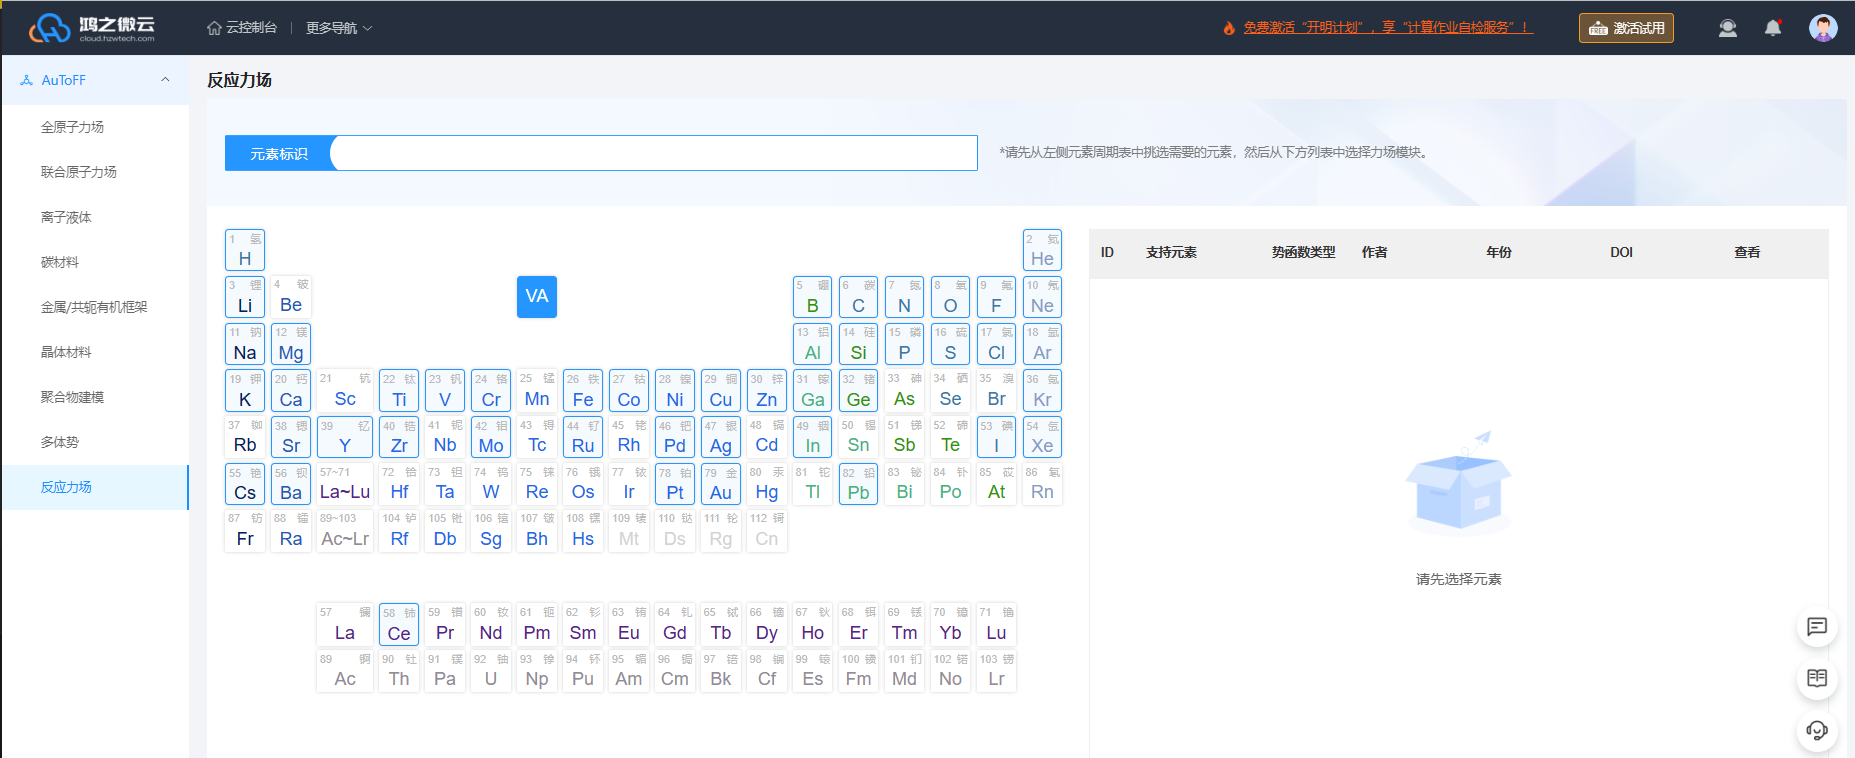 鸿之微云
cloud.hzwtech.com
云控制台
更多导航
免费激活“开明计划”，享“计算作业自检服务”！
FREE
激活试用
AuToFF
全原子力场
联合原子力场
离子液体
碳材料
金属/共轭有机框架
晶体材料
聚合物建模
多体势
反应力场
反应力场
元素标识
*请先从左侧元素周期表中挑选需要的元素，然后从下方列表中选择力场模块。
1 氢 2 氦
H He
3 锂 4 铍 VA 5 硼 6 碳 7 氮 8 氧 9 氟 10 氖
Li Be B C N O F Ne
11 钠 12 镁 13 铝 14 硅 15 磷 16 硫 17 氯 18 氩
Na Mg Al Si P S Cl Ar
19 钾 20 钙 21 钪 22 钛 23 钒 24 铬 25 锰 26 铁 27 钴 28 镍 29 铜 30 锌 31 镓 32 锗 33 砷 34 硒 35 溴 36 氪
K Ca Sc Ti V Cr Mn Fe Co Ni Cu Zn Ga Ge As Se Br Kr
37 铷 38 锶 39 钇 40 锆 41 铌 42 钼 43 锝 44 钌 45 铑 46 钯 47 银 48 镉 49 铟 50 锡 51 锑 52 碲 53 碘 54 氙
Rb Sr Y Zr Nb Mo Tc Ru Rh Pd Ag Cd In Sn Sb Te I Xe
55 铯 56 钡 57~71 72 铪 73 钽 74 钨 75 铼 76 锇 77 铱 78 铂 79 金 80 汞 81 铊 82 铅 83 铋 84 钋 85 砹 86 氡
Cs Ba La~Lu Hf Ta W Re Os Ir Pt Au Hg Tl Pb Bi Po At Rn
87 钫 88 镭 89~103 104 𬬻 105 𬭊 106 𬭳 107 𬭛 108 𬭶 109 鿏 110 𫟼 111 𬬭 112 鿔
Fr Ra Ac~Lr Rf Db Sg Bh Hs Mt Ds Rg Cn
57 镧 58 铈 59 镨 60 钕 61 钷 62 钐 63 铕 64 钆 65 铽 66 镝 67 钬 68 铒 69 铥 70 镱 71 镥
La Ce Pr Nd Pm Sm Eu Gd Tb Dy Ho Er Tm Yb Lu
89 锕 90 钍 91 镤 92 铀 93 镎 94 钚 95 镅 96 锔 97 锫 98 锎 99 锿 100 镄 101 钔 102 锘 103 铹
Ac Th Pa U Np Pu Am Cm Bk Cf Es Fm Md No Lr
ID 支持元素 势函数类型 作者 年份 DOI 查看
请先选择元素